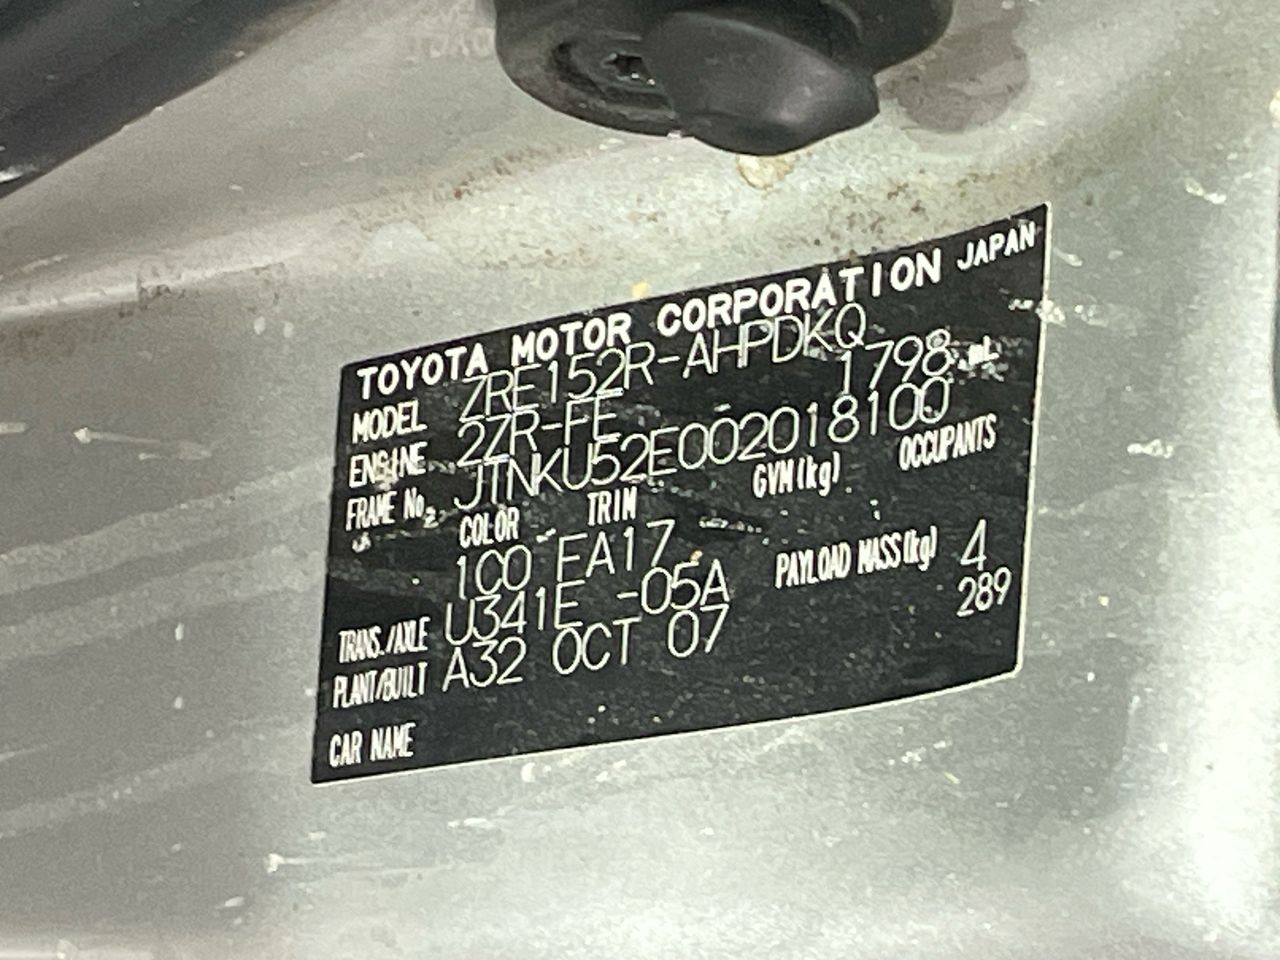 TOYOTA MOTOR CORPORATION JAPAN
MODEL ZRE152R-AHPDKQ
ENGINE 2ZR-FE 1798 mL
FRAME No. JTNKU52E002018100
COLOR TRIM GVM(kg) OCCUPANTS
1C0 EA17 4
TRANS./AXLE U341E -05A PAYLOAD MASS(kg) 289
PLANT/BUILT A32 OCT 07
CAR NAME